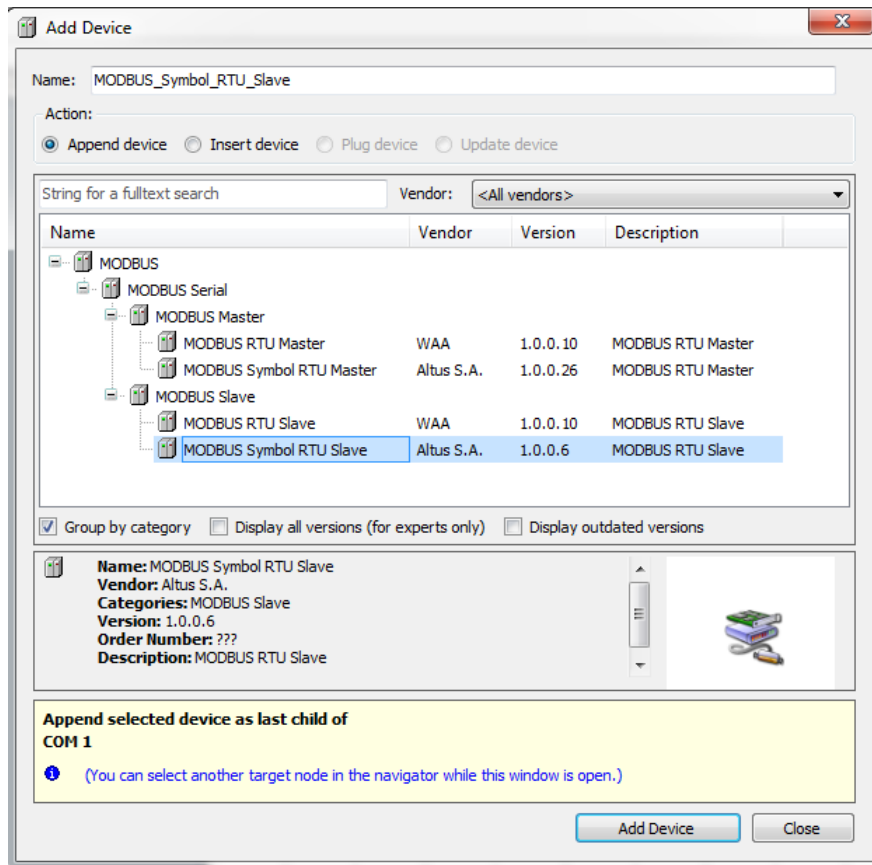 Add Device
Name: MODBUS_Symbol_RTU_Slave
Action:
Append device Insert device Plug device Update device
String for a fulltext search Vendor: <All vendors>
Name Vendor Version Description
MODBUS
MODBUS Serial
MODBUS Master
MODBUS RTU Master WAA 1.0.0.10 MODBUS RTU Master
MODBUS Symbol RTU Master Altus S.A. 1.0.0.26 MODBUS RTU Master
MODBUS Slave
MODBUS RTU Slave WAA 1.0.0.10 MODBUS RTU Slave
MODBUS Symbol RTU Slave Altus S.A. 1.0.0.6 MODBUS RTU Slave
Group by category Display all versions (for experts only) Display outdated versions
Name: MODBUS Symbol RTU Slave
Vendor: Altus S.A.
Categories: MODBUS Slave
Version: 1.0.0.6
Order Number: ???
Description: MODBUS RTU Slave
Append selected device as last child of
COM 1
(You can select another target node in the navigator while this window is open.)
Add Device Close